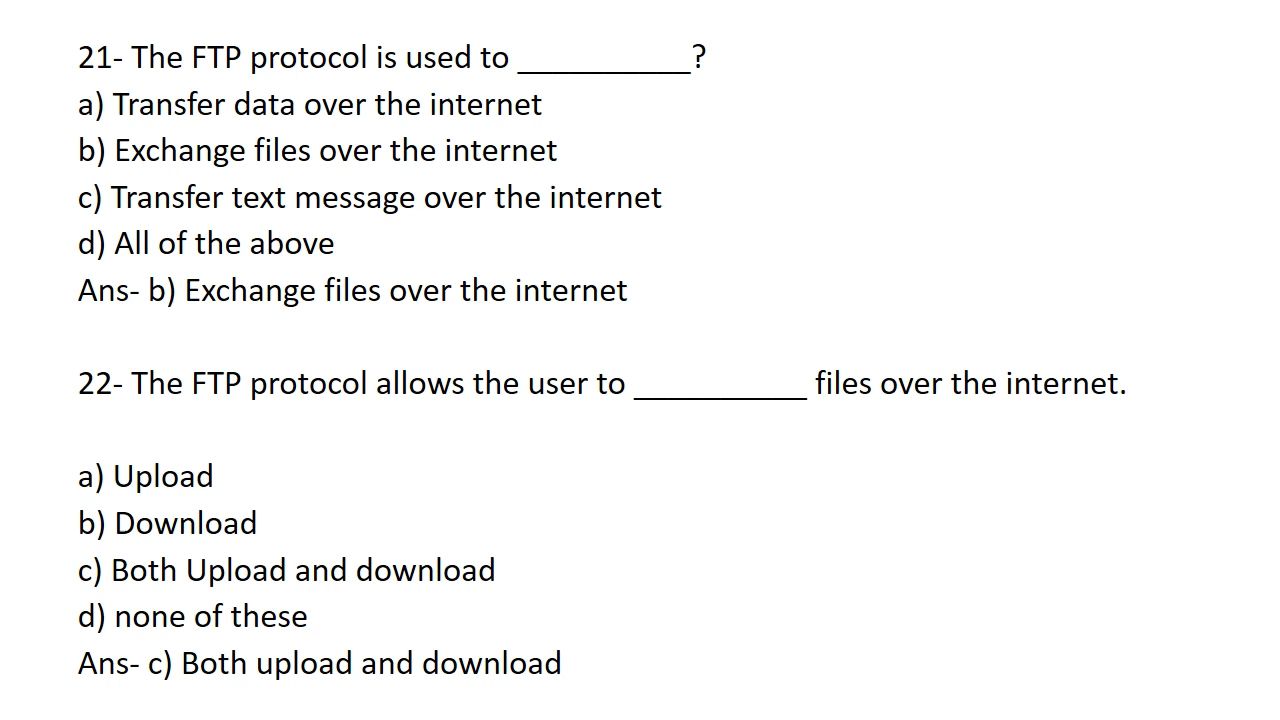 21- The FTP protocol is used to __________?
a) Transfer data over the internet
b) Exchange files over the internet
c) Transfer text message over the internet
d) All of the above
Ans- b) Exchange files over the internet
22- The FTP protocol allows the user to __________ files over the internet.
a) Upload
b) Download
c) Both Upload and download
d) none of these
Ans- c) Both upload and download